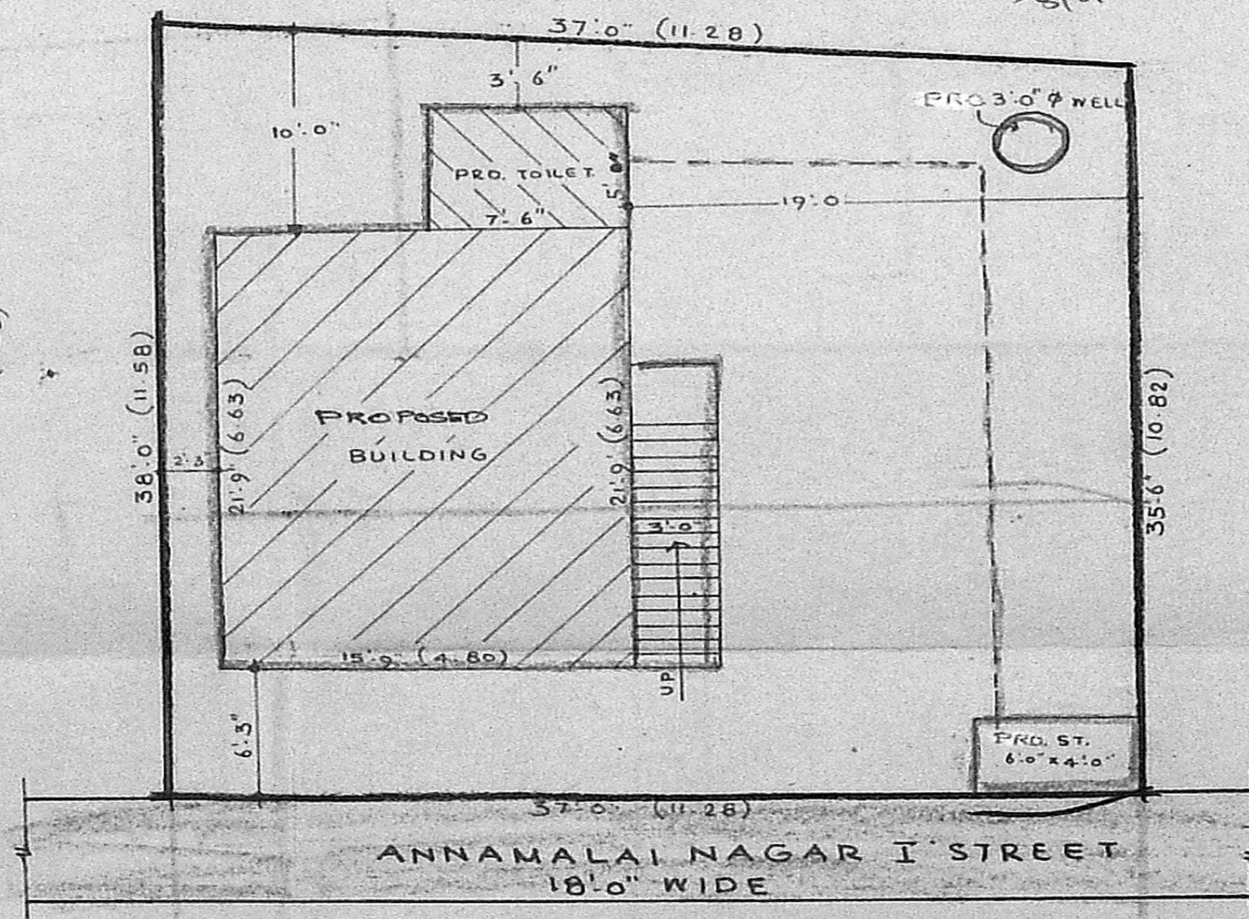 37'.0" (11.28)
3'. 6"
PRO. 3'.0" ϕ WELL
10'.0"
PRO. TOILET.
5'. 0"
7'. 6"
19'.0
38'.0" (11.58)
2'.3"
21'.9" (6.63)
PROPOSED
BUILDING
21'.9" (6.63)
3'.0"
35'.6" (10.82)
15'.9" (4.80)
UP
6'.3"
PRO. ST.
6'.0" x 4'.0"
37'.0" (11.28)
ANNAMALAI NAGAR I STREET
18'.0" WIDE